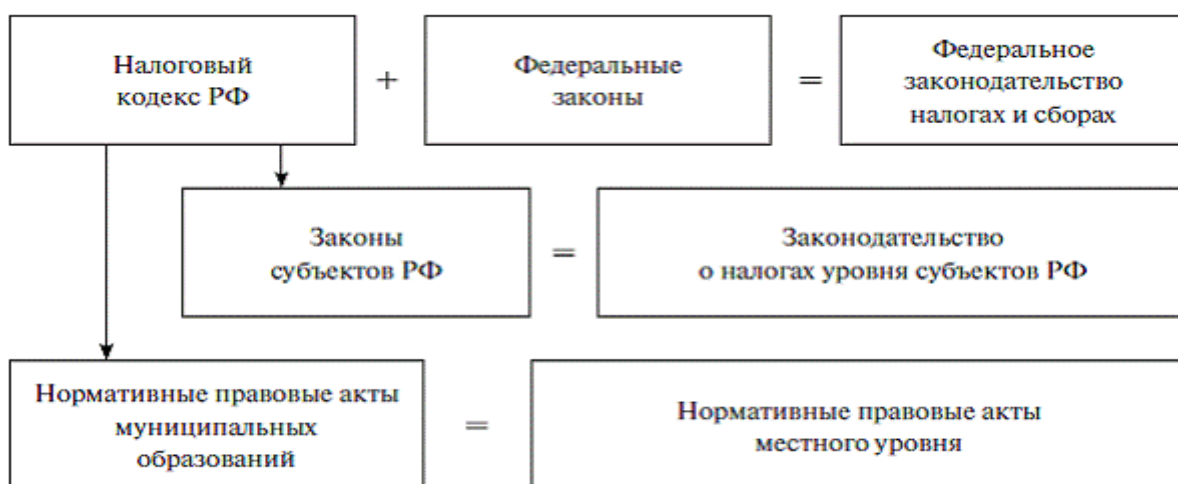 Налоговый
кодекс РФ
+
Федеральные
законы
=
Федеральное
законодательство
налогах и сборах
Законы
субъектов РФ
=
Законодательство
о налогах уровня субъектов РФ
Нормативные правовые акты
муниципальных
образований
=
Нормативные правовые акты
местного уровня